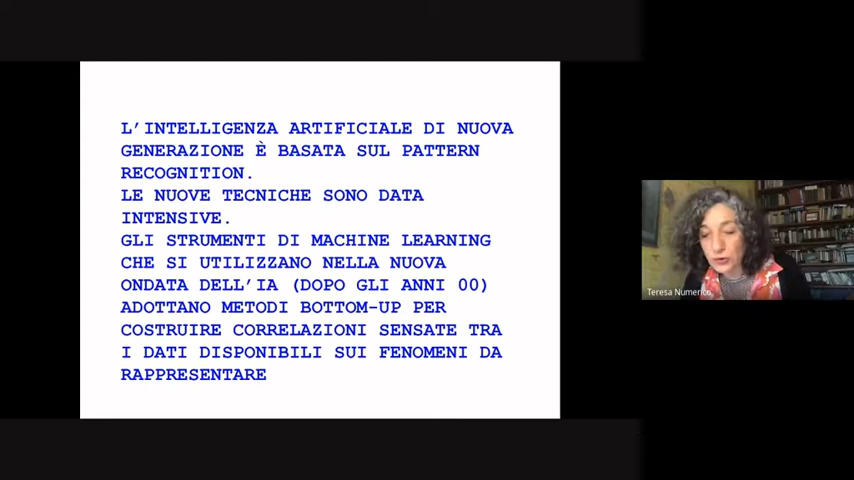 L'INTELLIGENZA ARTIFICIALE DI NUOVA
GENERAZIONE È BASATA SUL PATTERN
RECOGNITION.
LE NUOVE TECNICHE SONO DATA
INTENSIVE.
GLI STRUMENTI DI MACHINE LEARNING
CHE SI UTILIZZANO NELLA NUOVA
ONDATA DELL'IA (DOPO GLI ANNI 00)
ADOTTANO METODI BOTTOM-UP PER
COSTRUIRE CORRELAZIONI SENSATE TRA
I DATI DISPONIBILI SUI FENOMENI DA
RAPPRESENTARE
Teresa Numerico